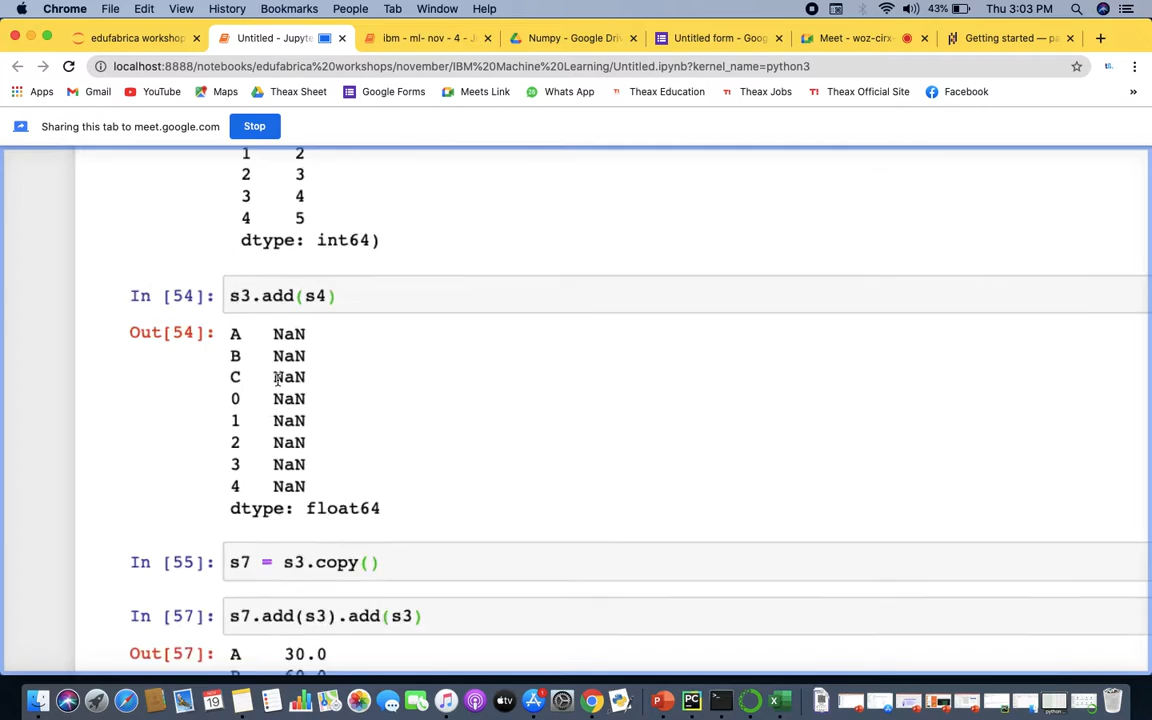 Chrome File Edit View History Bookmarks People Tab Window Help 43% Thu 3:03 PM
edufabrica workshop Untitled - Jupyte ibm - ml- nov - 4 - J Numpy - Google Dri Untitled form - Goog Meet - woz-cirx- Getting started — pa
localhost:8888/notebooks/edufabrica%20workshops/november/IBM%20Machine%20Learning/Untitled.ipynb?kernel_name=python3
Apps Gmail YouTube Maps Theax Sheet Google Forms Meets Link Whats App Theax Education Theax Jobs Theax Official Site Facebook »
Sharing this tab to meet.google.com Stop
1 2
2 3
3 4
4 5
dtype: int64)
In [54]: s3.add(s4)
Out[54]: A NaN
B NaN
C NaN
0 NaN
1 NaN
2 NaN
3 NaN
4 NaN
dtype: float64
In [55]: s7 = s3.copy()
In [57]: s7.add(s3).add(s3)
Out[57]: A 30.0